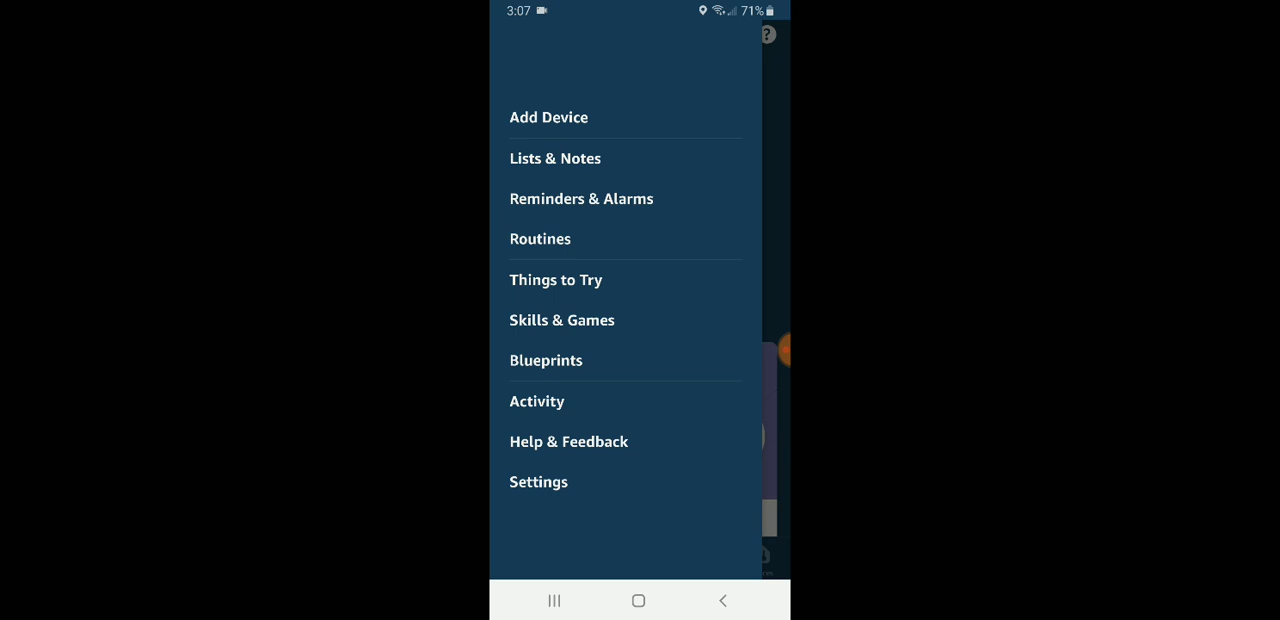 3:07 71%
?
Add Device
Lists & Notes
Reminders & Alarms
Routines
Things to Try
Skills & Games
Blueprints
Activity
Help & Feedback
Settings